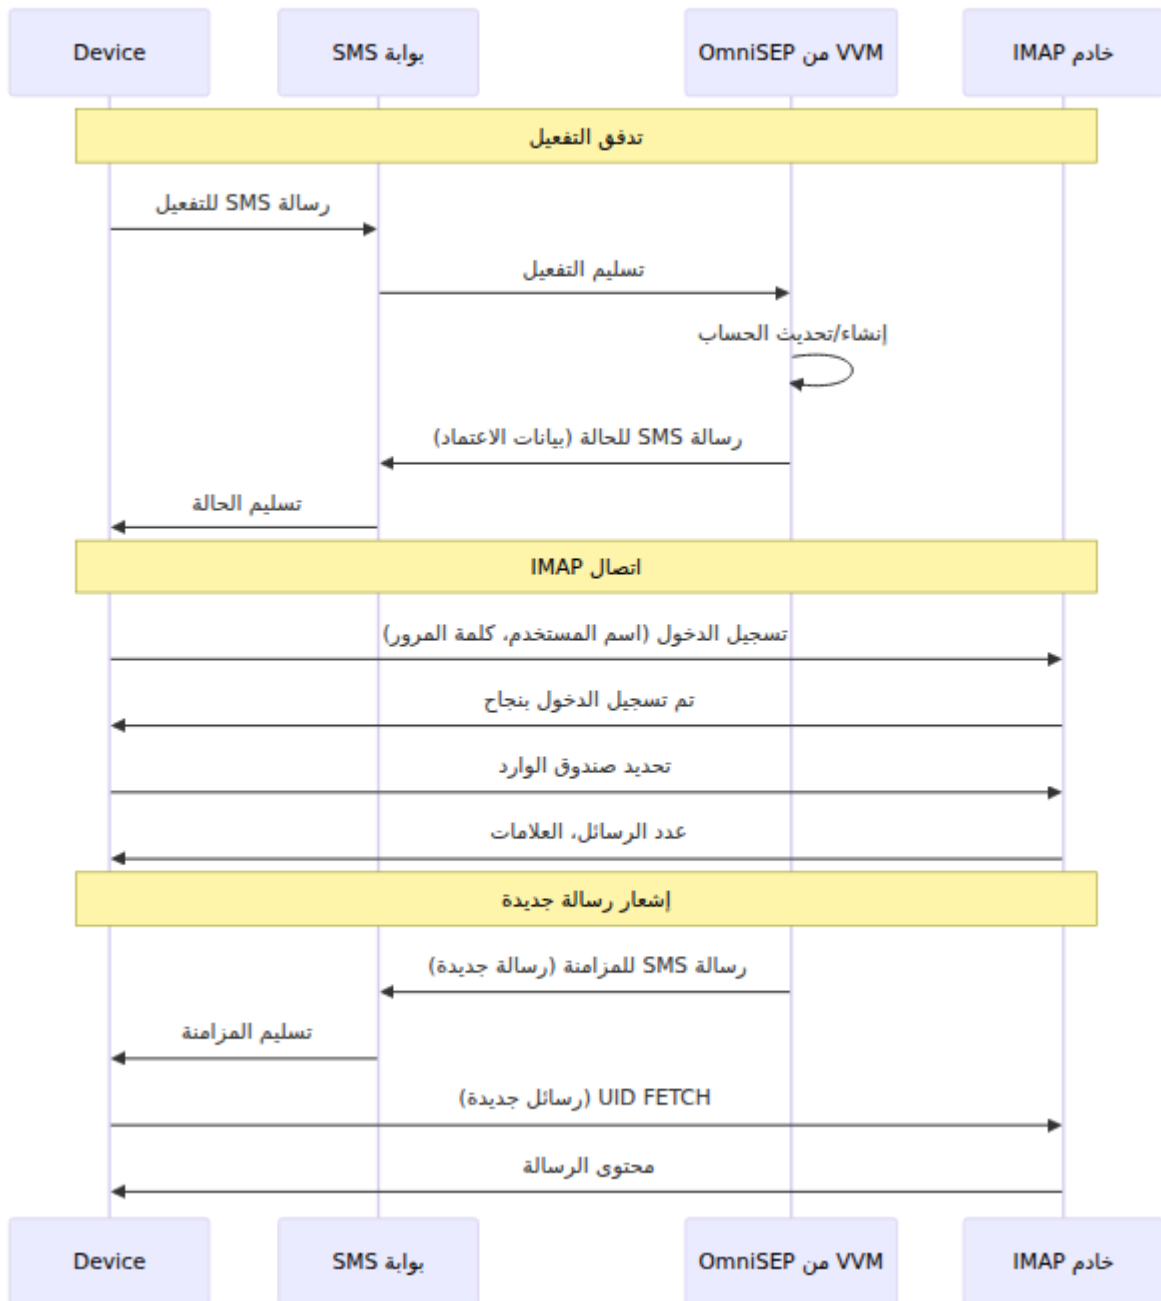 Device
بوابة SMS
VVM من OmniSEP
خادم IMAP
تدفق التفعيل
رسالة SMS للتفعيل
تسليم التفعيل
إنشاء/تحديث الحساب
رسالة SMS للحالة (بيانات الاعتماد)
تسليم الحالة
اتصال IMAP
تسجيل الدخول (اسم المستخدم، كلمة المرور)
تم تسجيل الدخول بنجاح
تحديد صندوق الوارد
عدد الرسائل، العلامات
إشعار رسالة جديدة
رسالة SMS للمزامنة (رسالة جديدة)
تسليم المزامنة
UID FETCH (رسائل جديدة)
محتوى الرسالة
Device
بوابة SMS
VVM من OmniSEP
خادم IMAP